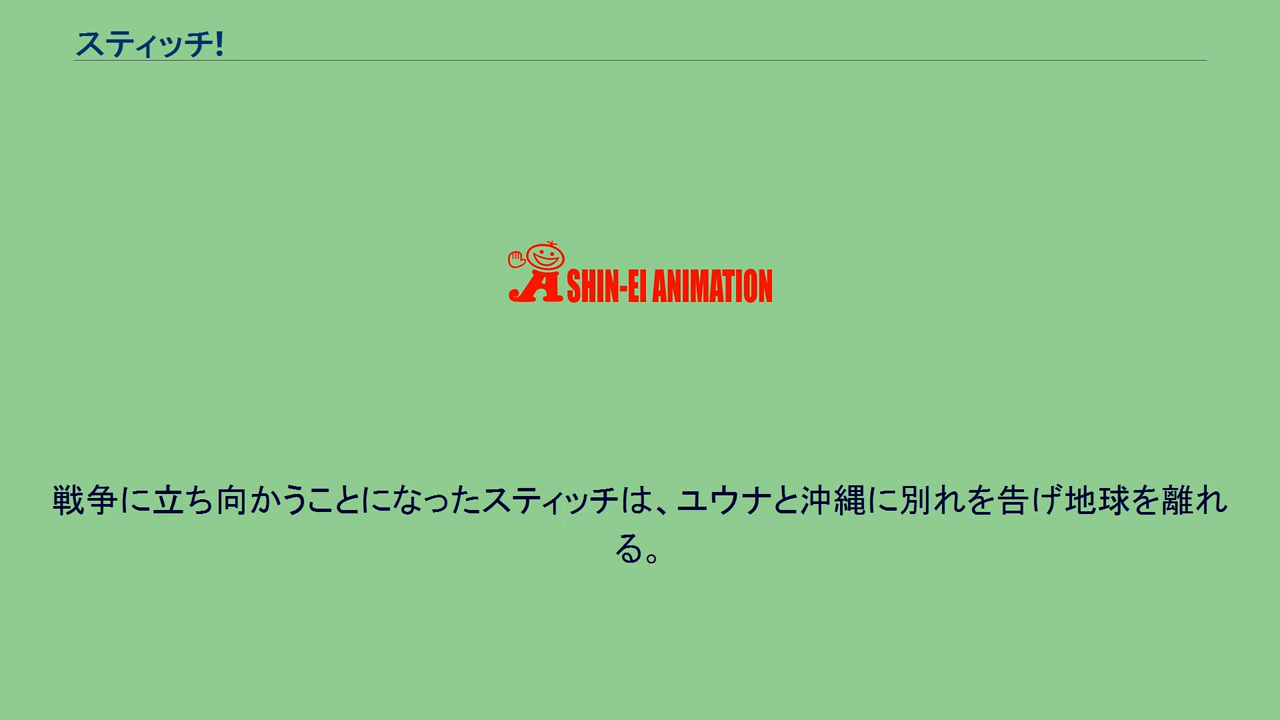 スティッチ!
SHIN-EI ANIMATION
戦争に立ち向かうことになったスティッチは、ユウナと沖縄に別れを告げ地球を離れ
る。